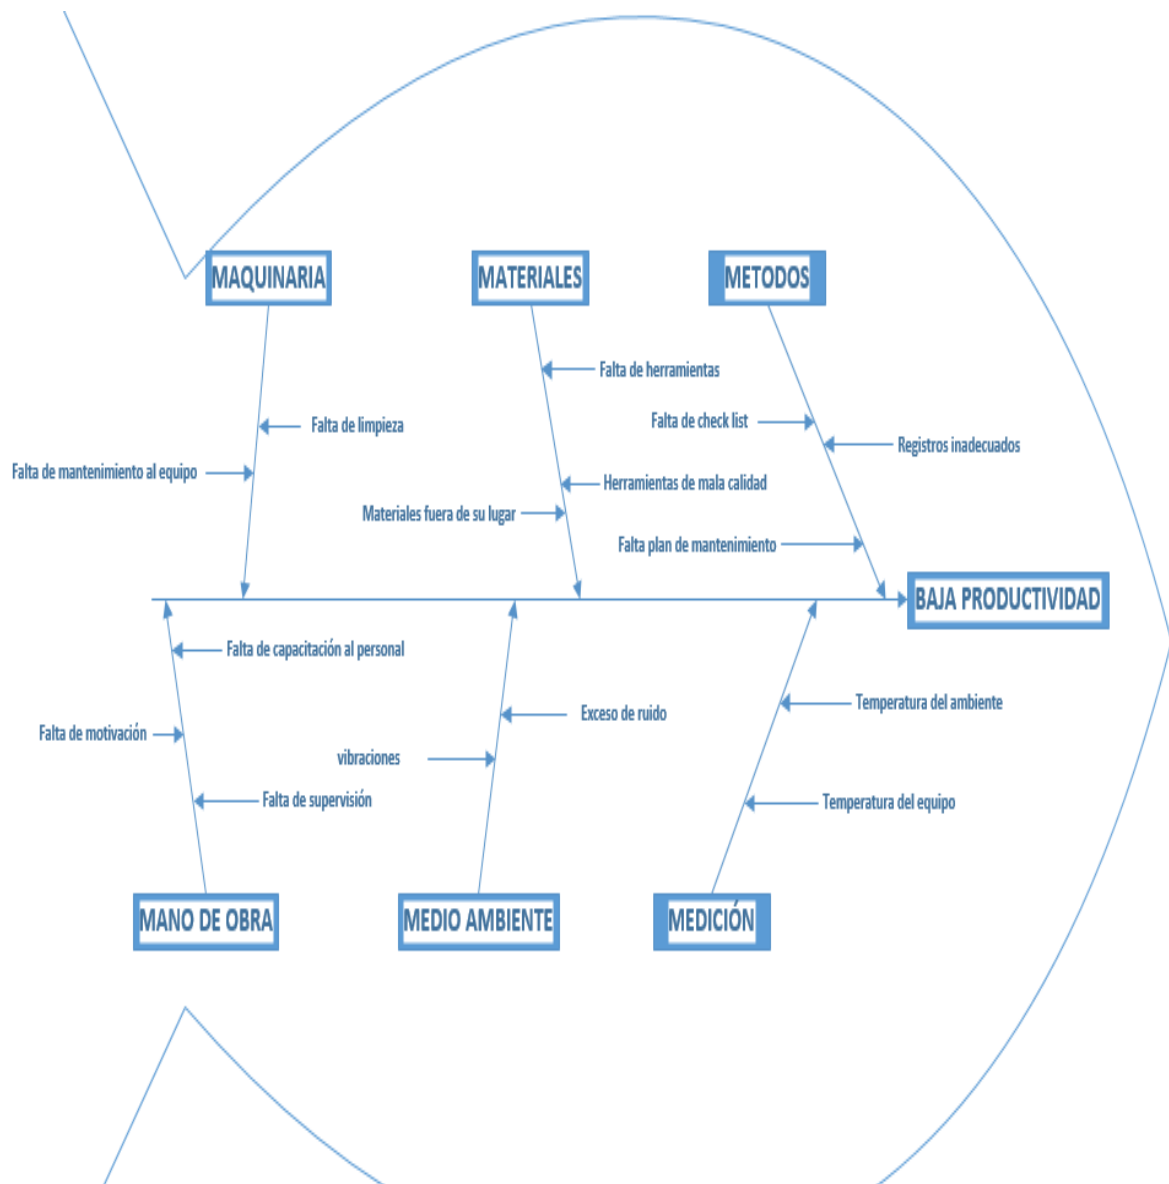 MAQUINARIA
MATERIALES
METODOS
Falta de herramientas
Falta de check list
Falta de limpieza
Registros inadecuados
Falta de mantenimiento al equipo
Herramientas de mala calidad
Materiales fuera de su lugar
Falta plan de mantenimiento
BAJA PRODUCTIVIDAD
Falta de capacitación al personal
Temperatura del ambiente
Exceso de ruido
Falta de motivación
vibraciones
Falta de supervisión
Temperatura del equipo
MANO DE OBRA
MEDIO AMBIENTE
MEDICIÓN